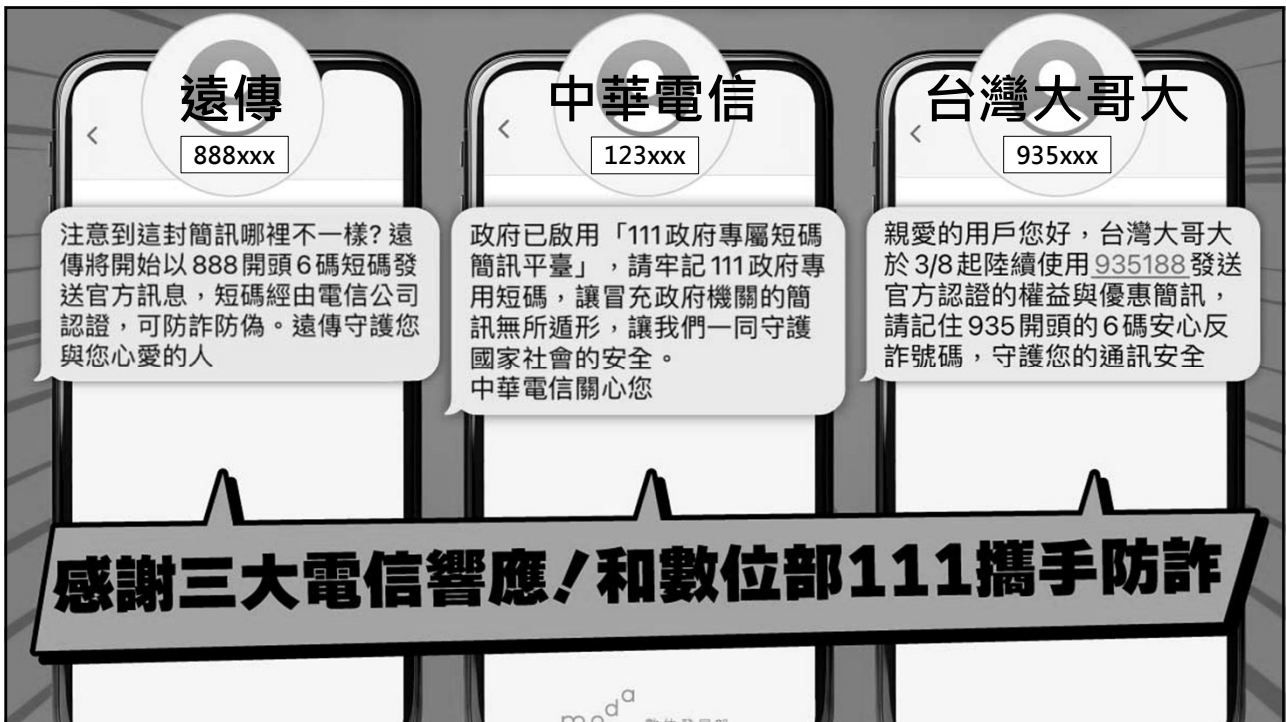 遠傳
888xxx
注意到這封簡訊哪裡不一樣? 遠
傳將開始以888開頭6碼短碼發
送官方訊息，短碼經由電信公司
認證，可防詐防偽。遠傳守護您
與您心愛的人
中華電信
123xxx
政府已啟用「111政府專屬短碼
簡訊平臺」，請牢記111政府專
用短碼，讓冒充政府機關的簡
訊無所遁形，讓我們一同守護
國家社會的安全。
中華電信關心您
台灣大哥大
935xxx
親愛的用戶您好，台灣大哥大
於3/8起陸續使用935188發送
官方認證的權益與優惠簡訊，
請記住935開頭的6碼安心反
詐號碼，守護您的通訊安全
感謝三大電信響應!和數位部111攜手防詐
moda